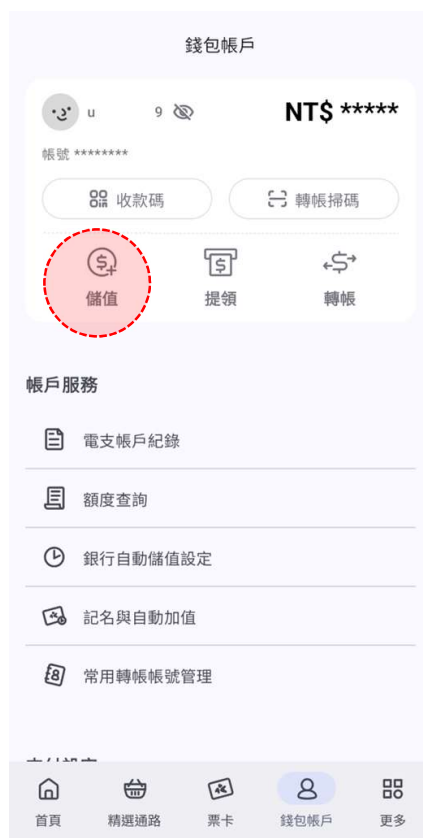 錢包帳戶
u 9 NT$ *****
帳號 ********
收款碼 轉帳掃碼
儲值 提領 轉帳
帳戶服務
電支帳戶紀錄
額度查詢
銀行自動儲值設定
記名與自動加值
常用轉帳帳號管理
首頁 精選通路 票卡 錢包帳戶 更多